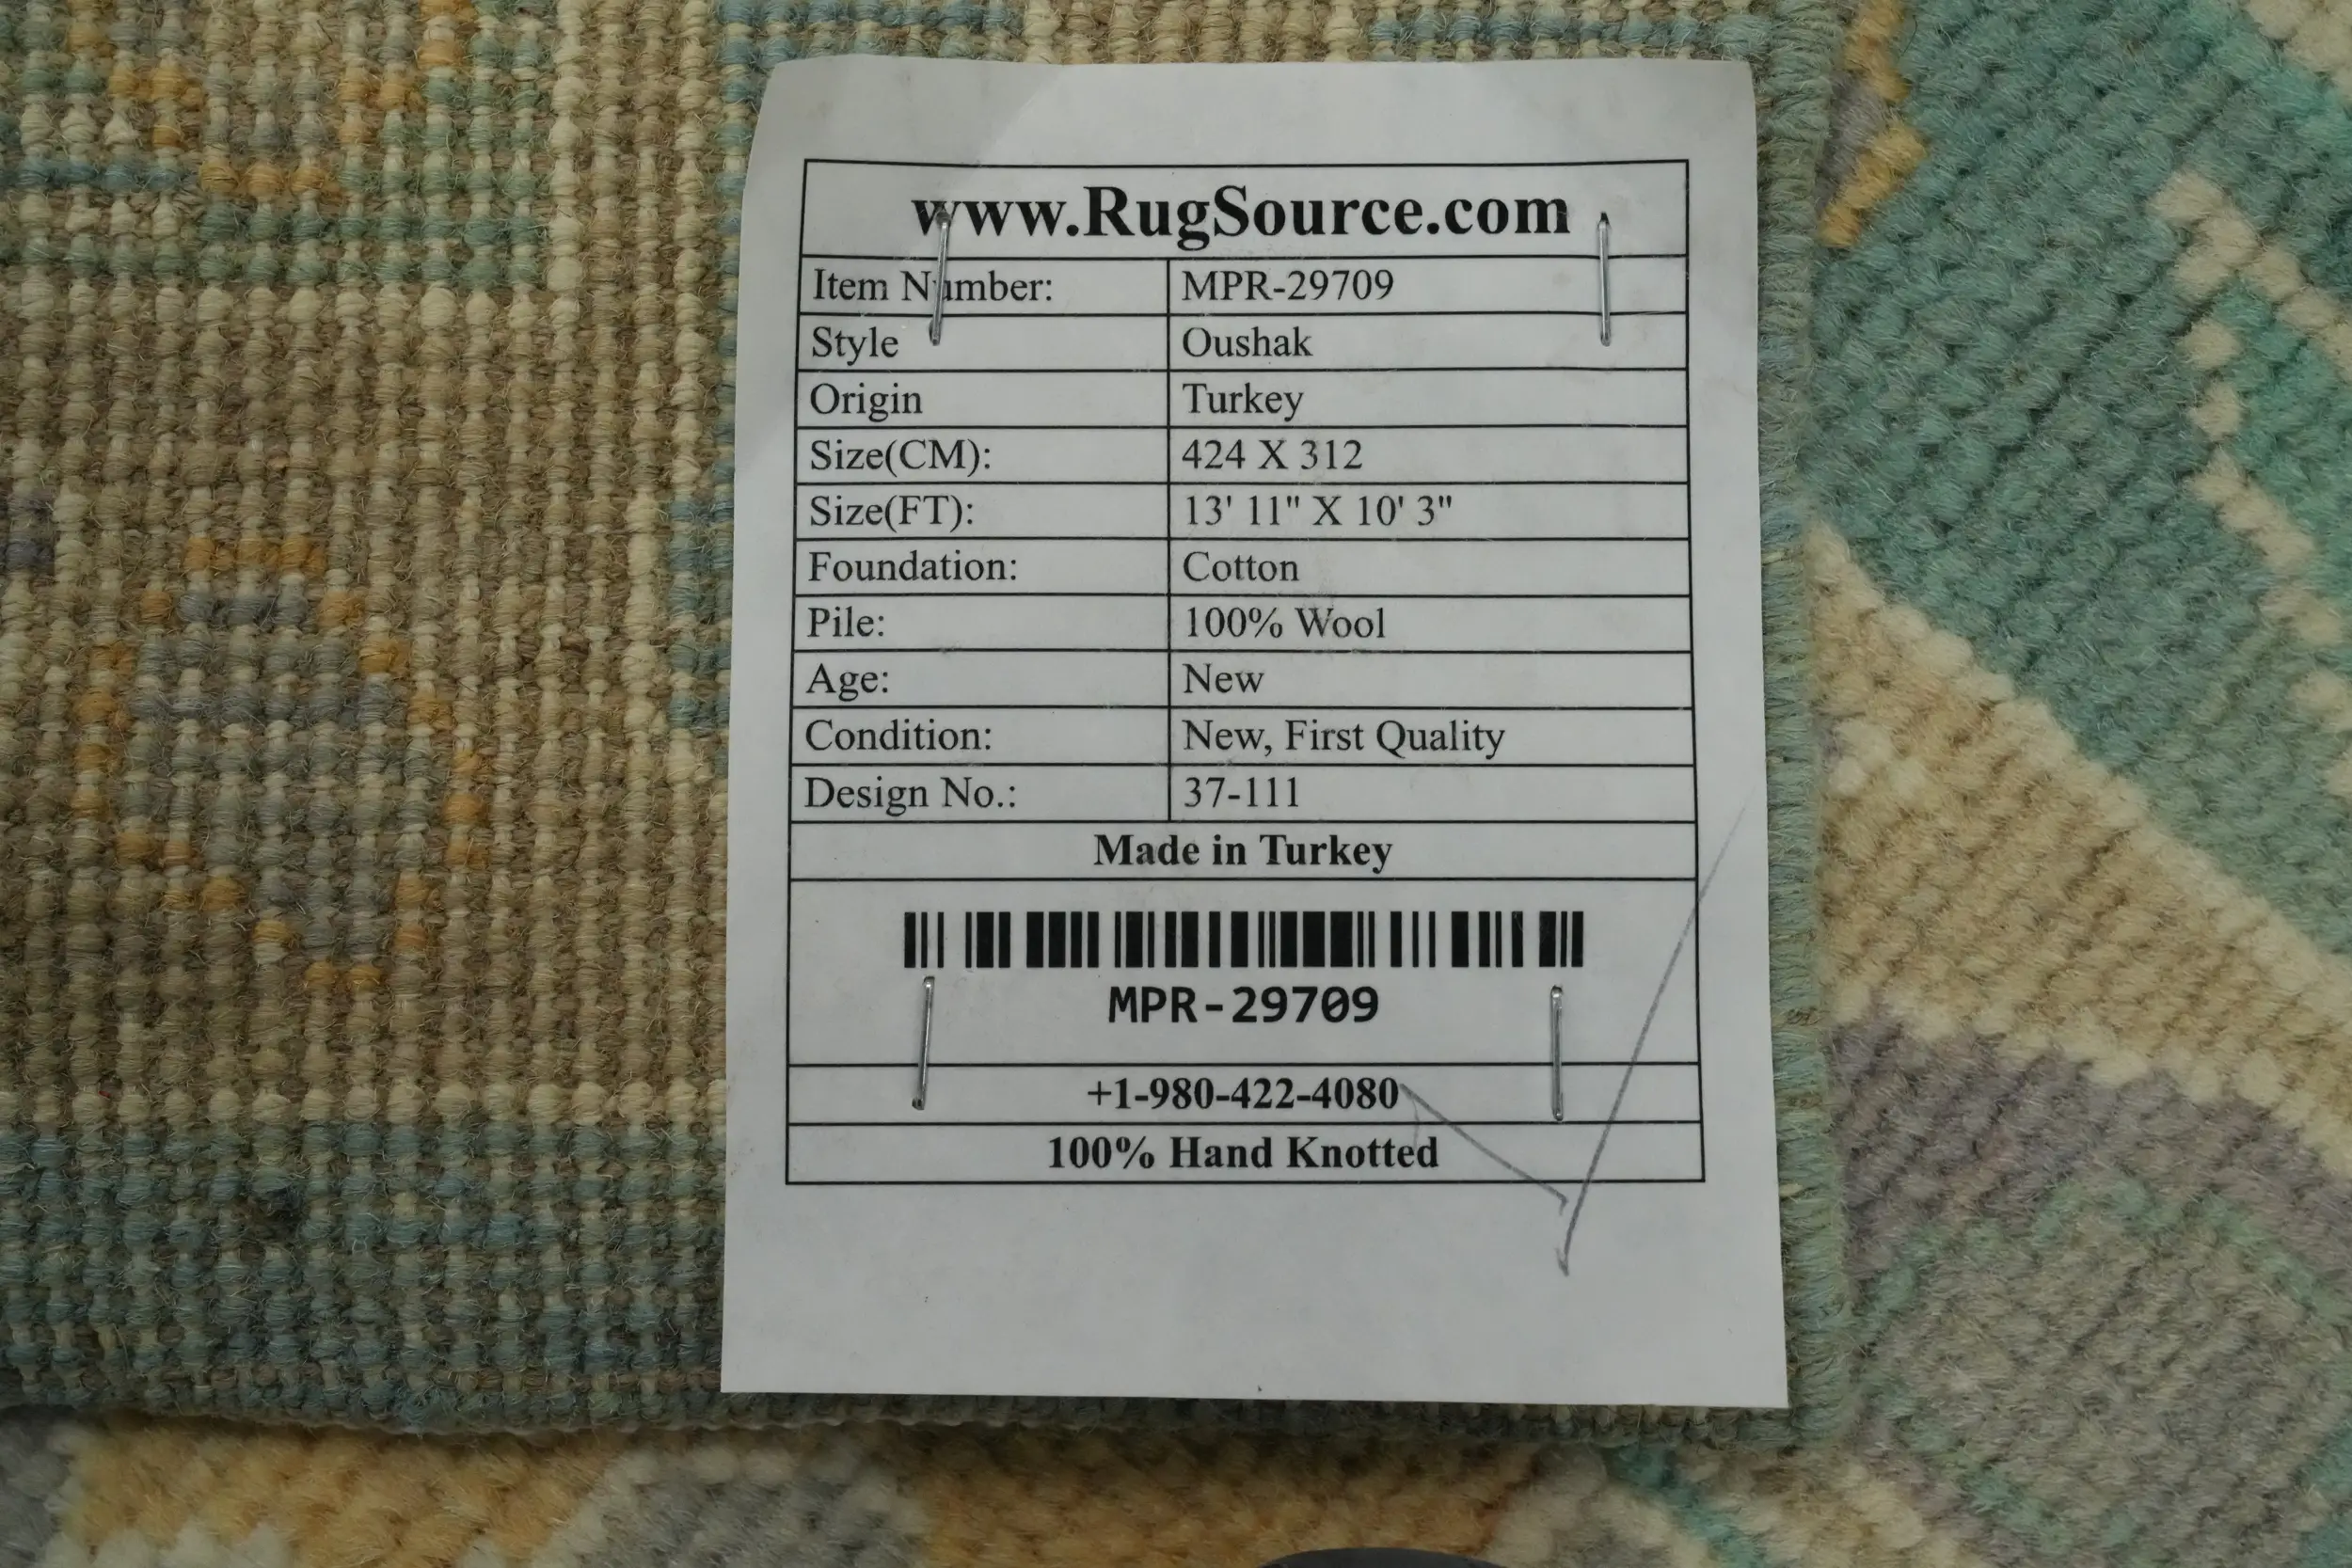 www.RugSource.com
Item Number: MPR-29709
Style Oushak
Origin Turkey
Size(CM): 424 X 312
Size(FT): 13' 11" X 10' 3"
Foundation: Cotton
Pile: 100% Wool
Age: New
Condition: New, First Quality
Design No.: 37-111
Made in Turkey
MPR-29709
+1-980-422-4080
100% Hand Knotted